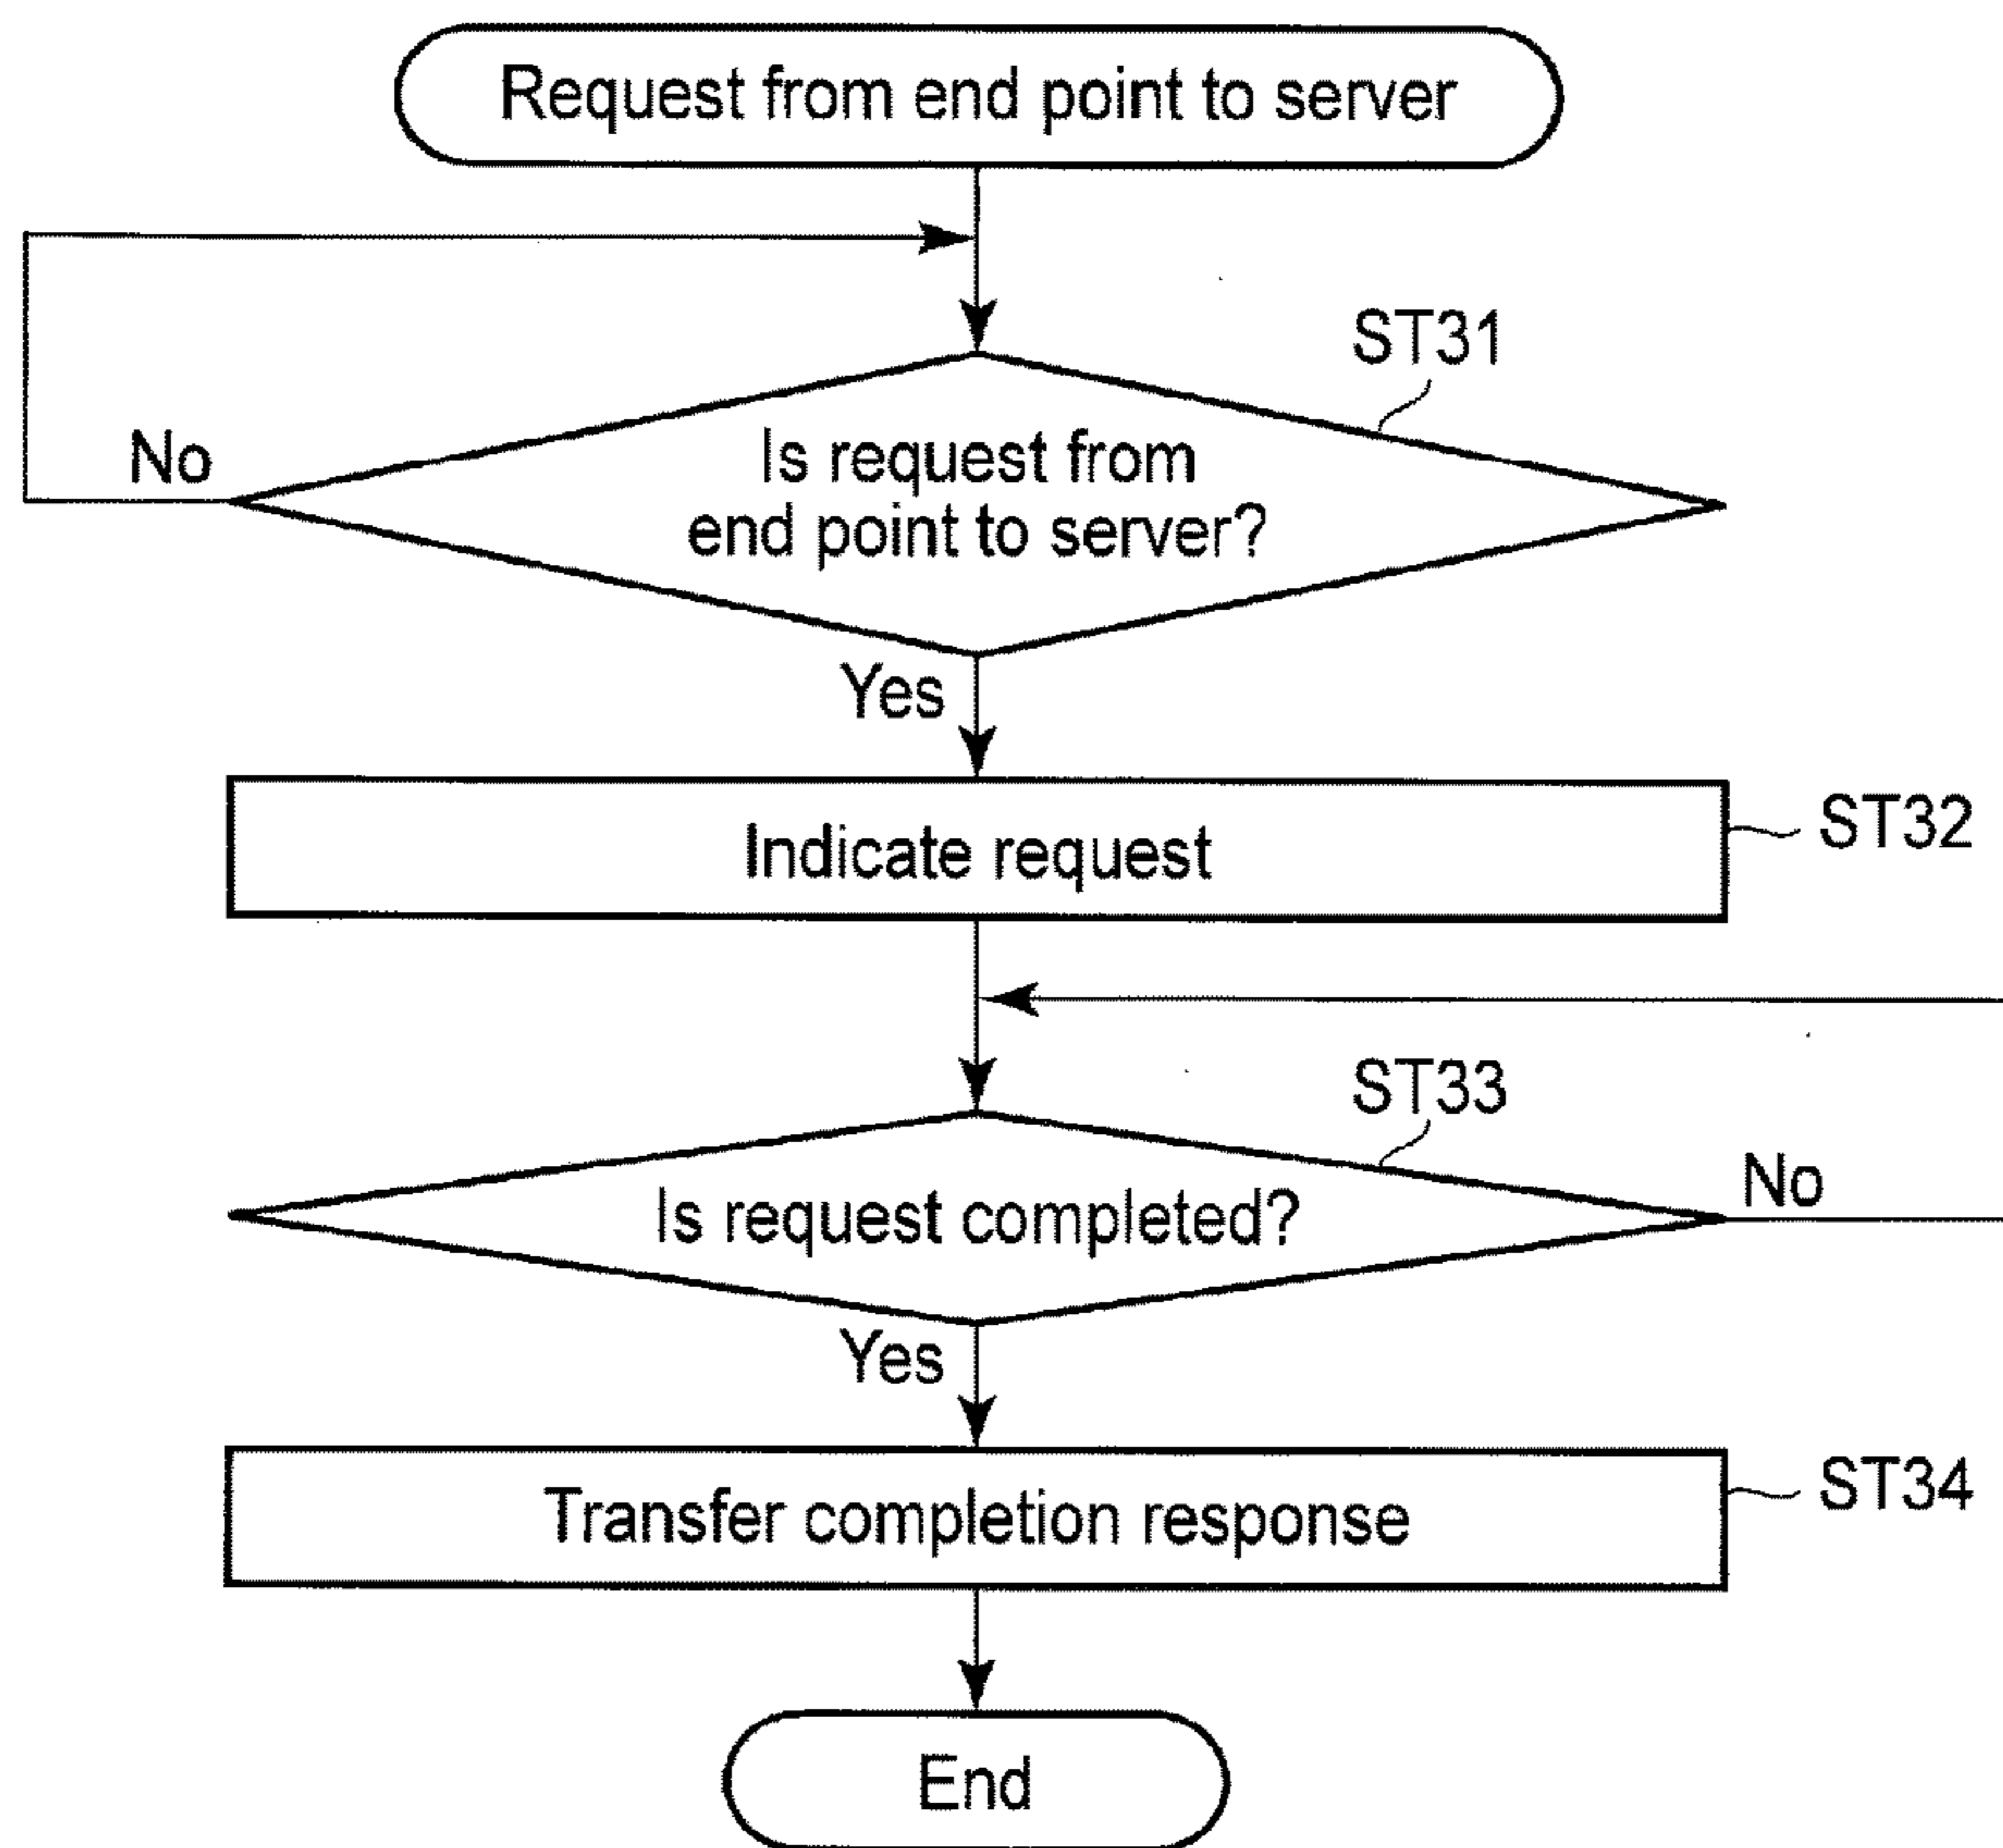 Request from end point to server
ST31
No
Is request from
end point to server?
Yes
Indicate request
ST32
ST33
No
Is request completed?
Yes
Transfer completion response
ST34
End